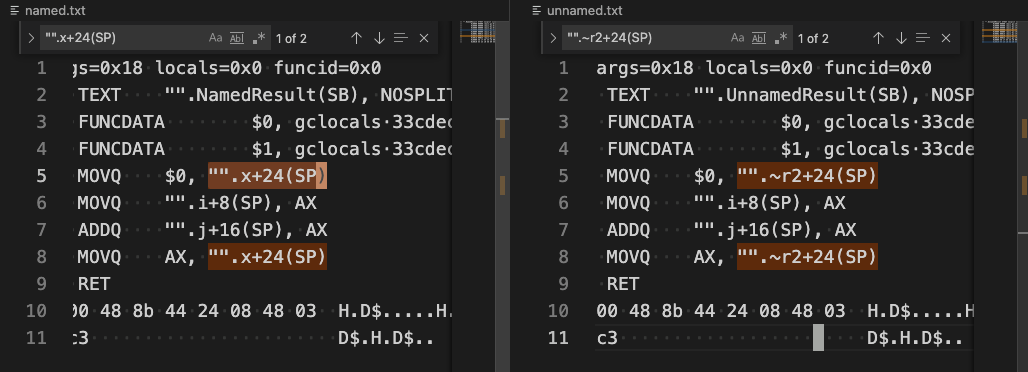 named.txt
"".x+24(SP)
Aa Abl .* 1 of 2
1 gs=0x18 locals=0x0 funcid=0x0
2 TEXT "".NamedResult(SB), NOSPLIT
3 FUNCDATA $0, gclocals·33cdec
4 FUNCDATA $1, gclocals·33cdec
5 MOVQ $0, "".x+24(SP)
6 MOVQ "".i+8(SP), AX
7 ADDQ "".j+16(SP), AX
8 MOVQ AX, "".x+24(SP)
9 RET
10 00 48 8b 44 24 08 48 03 H.D$.....H.
11 c3 D$.H.D$..
unnamed.txt
"".~r2+24(SP)
Aa Abl .* 1 of 2
1 args=0x18 locals=0x0 funcid=0x0
2 TEXT "".UnnamedResult(SB), NOSP
3 FUNCDATA $0, gclocals·33cde
4 FUNCDATA $1, gclocals·33cde
5 MOVQ $0, "".~r2+24(SP)
6 MOVQ "".i+8(SP), AX
7 ADDQ "".j+16(SP), AX
8 MOVQ AX, "".~r2+24(SP)
9 RET
10 00 48 8b 44 24 08 48 03 H.D$.....
11 c3 D$.H.D$..